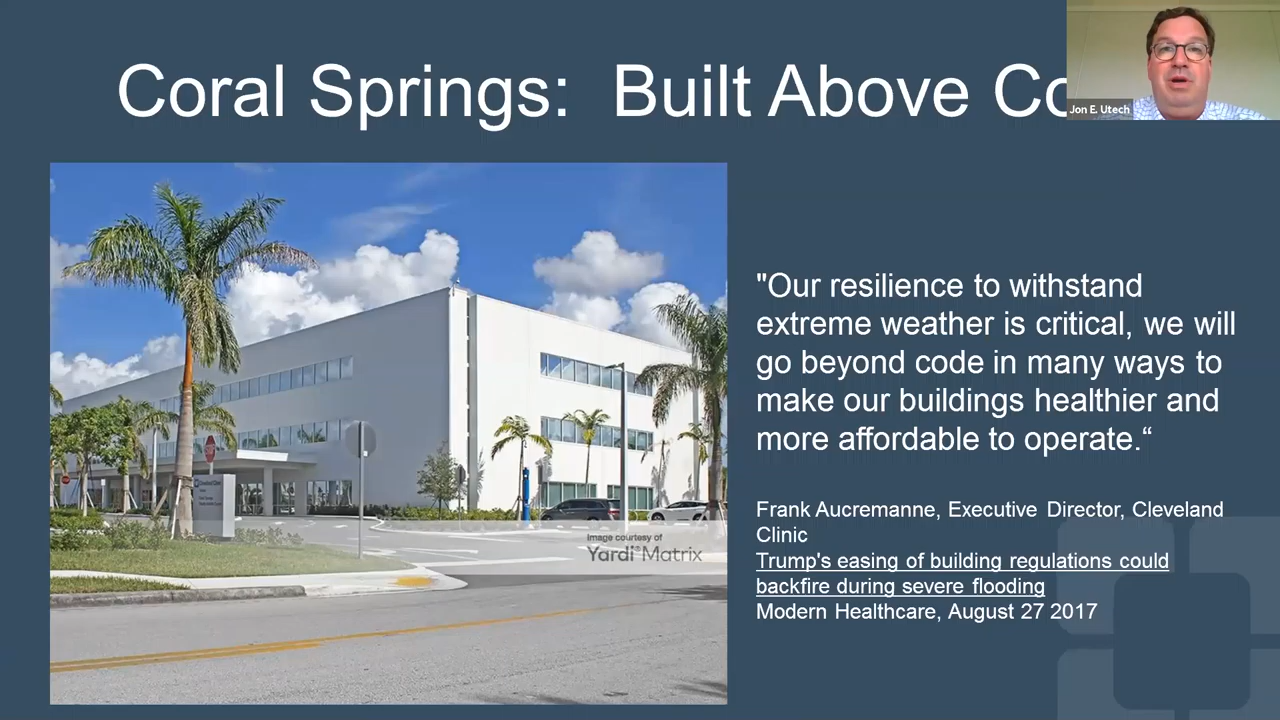 Coral Springs: Built Above Co
Jon E. Utech
"Our resilience to withstand
extreme weather is critical, we will
go beyond code in many ways to
make our buildings healthier and
more affordable to operate.“
Frank Aucremanne, Executive Director, Cleveland
Clinic
Trump's easing of building regulations could
backfire during severe flooding
Modern Healthcare, August 27 2017
Image courtesy of
Yardi Matrix
Cleveland Clinic